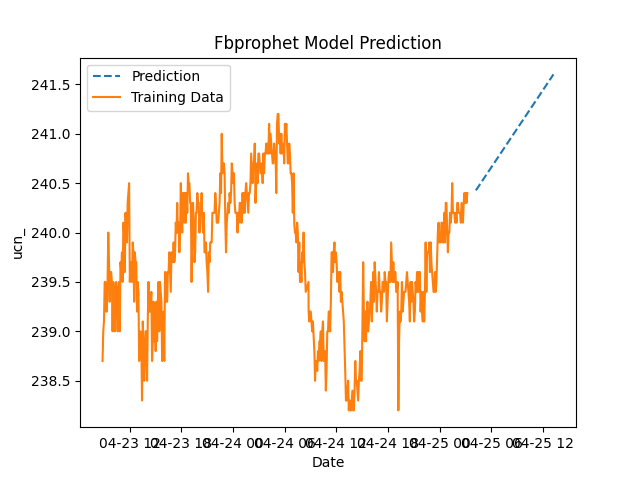 Fbprophet Model Prediction
Prediction
Training Data
241.5
241.0
240.5
240.0
239.5
239.0
238.5
ucn_
04-23 12 04-23 18 04-24 00 04-24 06 04-24 12 04-24 18 04-25 00 04-25 06 04-25 12
Date